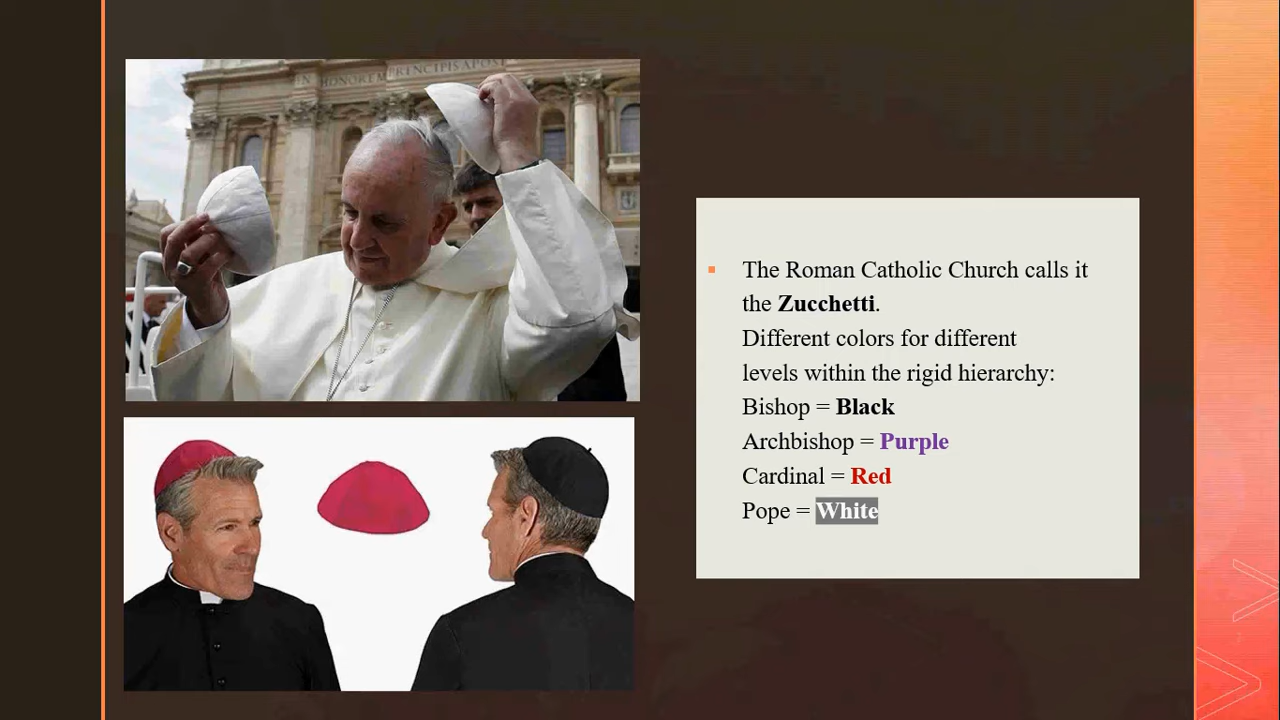 IN HONOREM PRINCIPIS APOST
The Roman Catholic Church calls it
the Zucchetti.
Different colors for different
levels within the rigid hierarchy:
Bishop = Black
Archbishop = Purple
Cardinal = Red
Pope = White